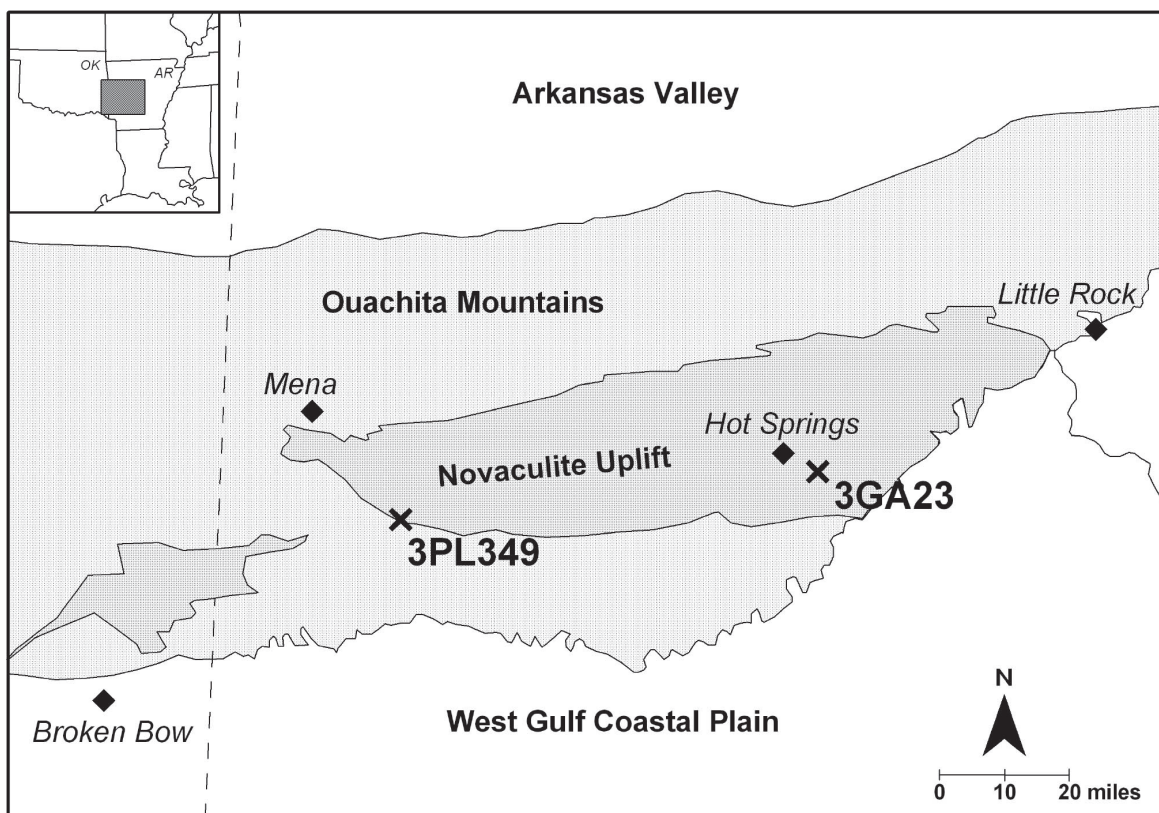 OK
AR
Arkansas Valley
Ouachita Mountains
Little Rock
Mena
Hot Springs
Novaculite Uplift
3GA23
3PL349
Broken Bow
West Gulf Coastal Plain
N
0 10 20 miles